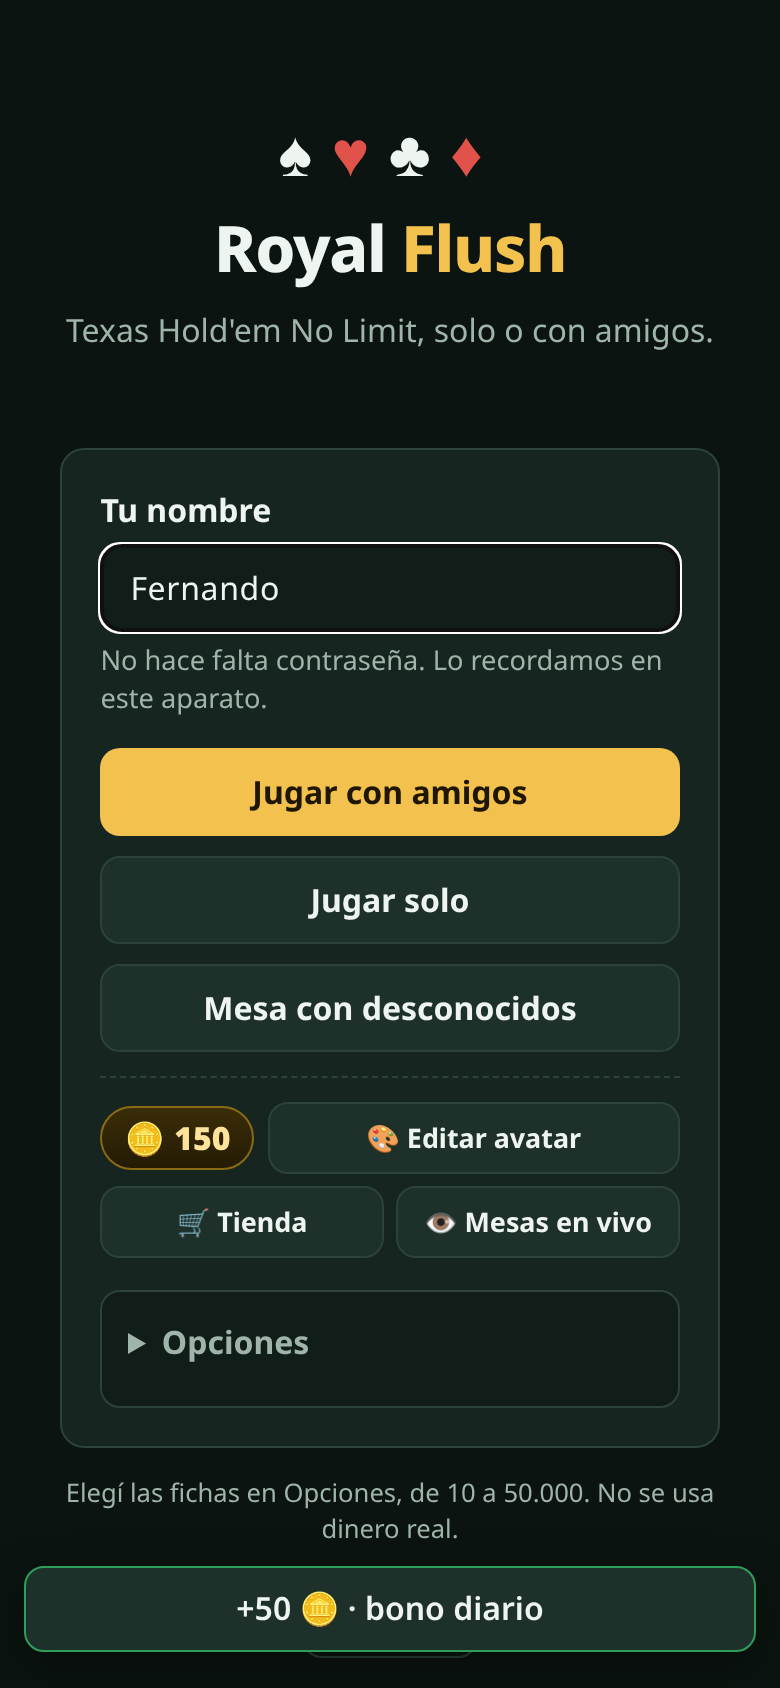 ♠ ♥ ♣ ♦
Royal Flush
Texas Hold'em No Limit, solo o con amigos.
Tu nombre
Fernando
No hace falta contraseña. Lo recordamos en
este aparato.
Jugar con amigos
Jugar solo
Mesa con desconocidos
🪙 150
🎨 Editar avatar
🛒 Tienda
👁️ Mesas en vivo
▶ Opciones
Elegí las fichas en Opciones, de 10 a 50.000. No se usa
dinero real.
+50 🪙 · bono diario